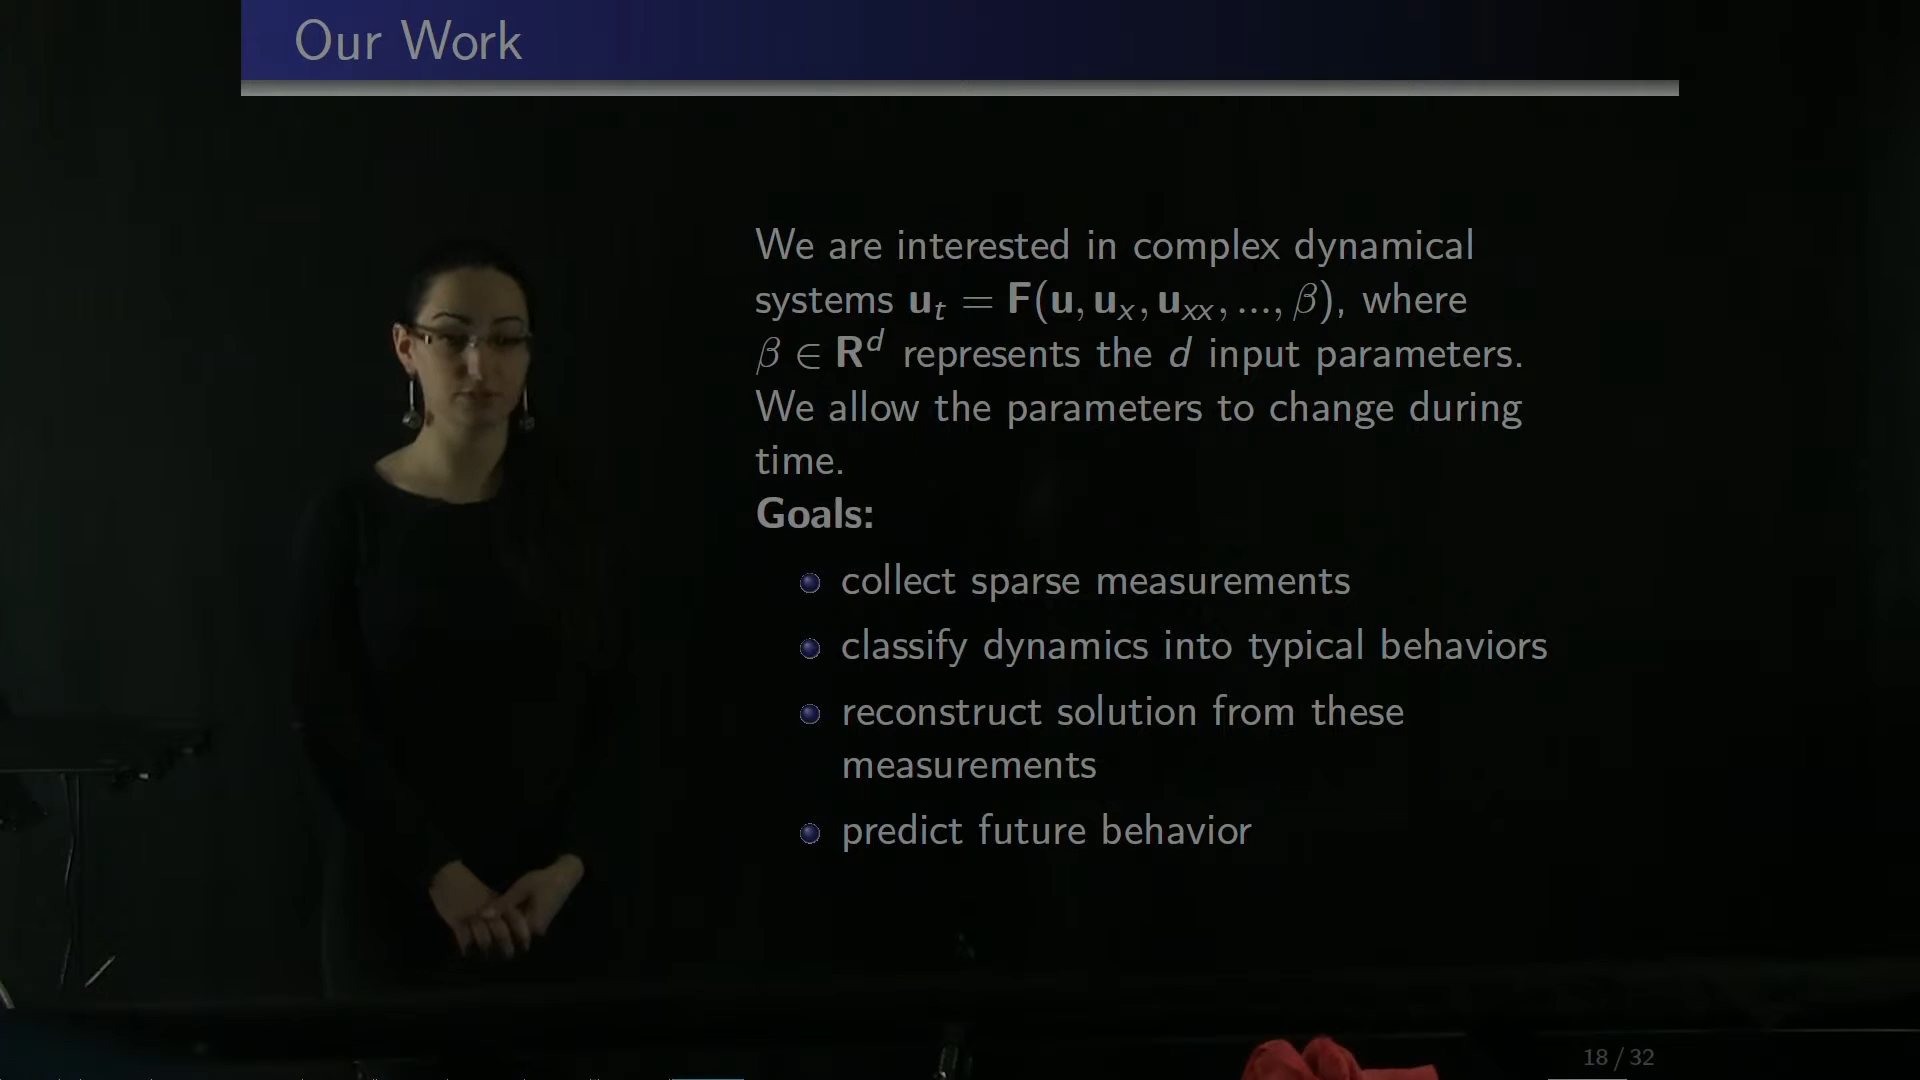 Our Work
We are interested in complex dynamical
systems u_t = F(u, u_x, u_xx, ..., β), where
β ∈ R^d represents the d input parameters.
We allow the parameters to change during
time.
Goals:
collect sparse measurements
classify dynamics into typical behaviors
reconstruct solution from these
measurements
predict future behavior
18 / 32